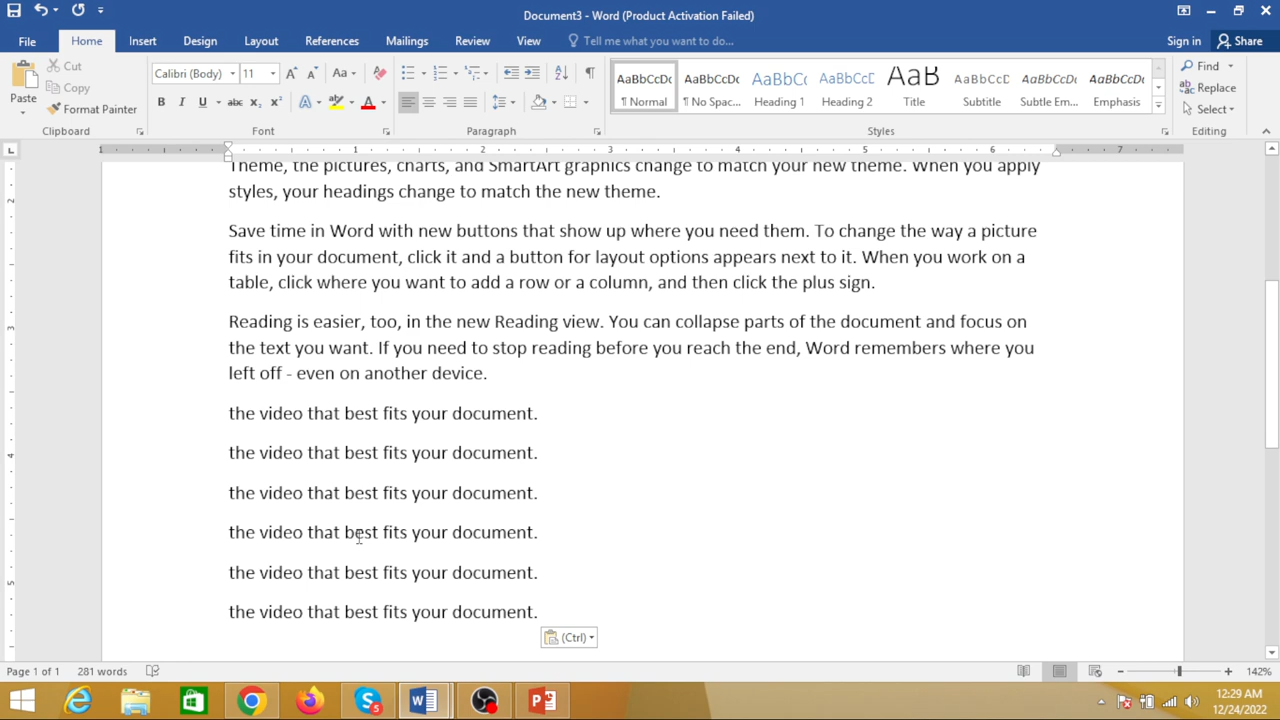 Document3 - Word (Product Activation Failed)
File Home Insert Design Layout References Mailings Review View Tell me what you want to do... Sign in Share
Paste Cut Copy Format Painter
Calibri (Body) 11
AaBbCcDc AaBbCcDc AaBbC AaBbCcC AaB AaBbCcD AaBbCcDc AaBbCcDc
¶ Normal ¶ No Spac... Heading 1 Heading 2 Title Subtitle Subtle Em... Emphasis
Find Replace Select
Clipboard Font Paragraph Styles Editing
1 1 2 3 4 5 6 7
Theme, the pictures, charts, and SmartArt graphics change to match your new theme. When you apply
styles, your headings change to match the new theme.
Save time in Word with new buttons that show up where you need them. To change the way a picture
fits in your document, click it and a button for layout options appears next to it. When you work on a
table, click where you want to add a row or a column, and then click the plus sign.
Reading is easier, too, in the new Reading view. You can collapse parts of the document and focus on
the text you want. If you need to stop reading before you reach the end, Word remembers where you
left off - even on another device.
the video that best fits your document.
the video that best fits your document.
the video that best fits your document.
the video that best fits your document.
the video that best fits your document.
the video that best fits your document.
(Ctrl)
Page 1 of 1 281 words 142%
12:29 AM
12/24/2022